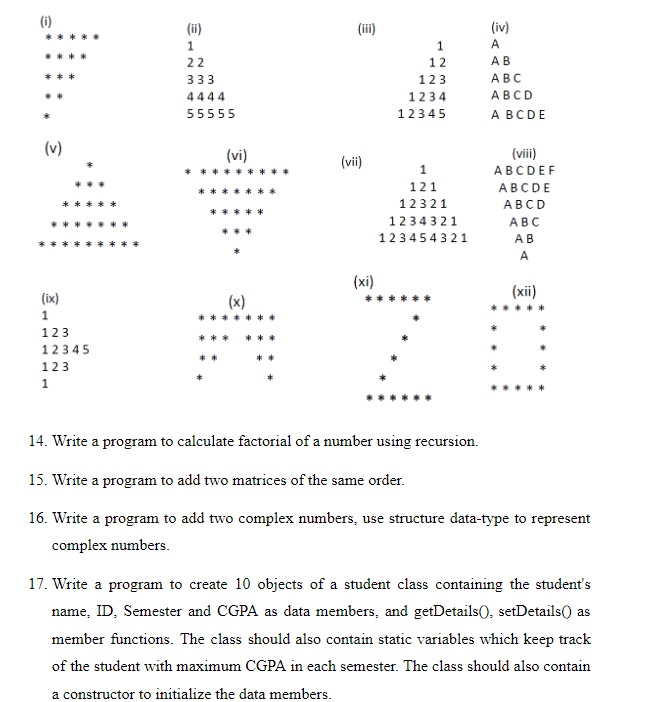 (i)
* * * * *
* * * *
* * *
* *
*
(ii)
1
2 2
3 3 3
4 4 4 4
5 5 5 5 5
(iii)
1
1 2
1 2 3
1 2 3 4
1 2 3 4 5
(iv)
A
A B
A B C
A B C D
A B C D E
(v)
*
* * *
* * * * *
* * * * * * *
* * * * * * * * *
(vi)
* * * * * * * * *
* * * * * * *
* * * * *
* * *
*
(vii)
1
1 2 1
1 2 3 2 1
1 2 3 4 3 2 1
1 2 3 4 5 4 3 2 1
(viii)
A B C D E F
A B C D E
A B C D
A B C
A B
A
(ix)
1
1 2 3
1 2 3 4 5
1 2 3
1
(x)
* * * * * * *
* * *   * * *
* *       * *
*           *
(xi)
* * * * * *
*
*
*
*
* * * * * *
(xii)
* * * * *
*       *
*       *
*       *
* * * * *
14. Write a program to calculate factorial of a number using recursion.
15. Write a program to add two matrices of the same order.
16. Write a program to add two complex numbers, use structure data-type to represent
complex numbers.
17. Write a program to create 10 objects of a student class containing the student's
name, ID, Semester and CGPA as data members, and getDetails(), setDetails() as
member functions. The class should also contain static variables which keep track
of the student with maximum CGPA in each semester. The class should also contain
a constructor to initialize the data members.